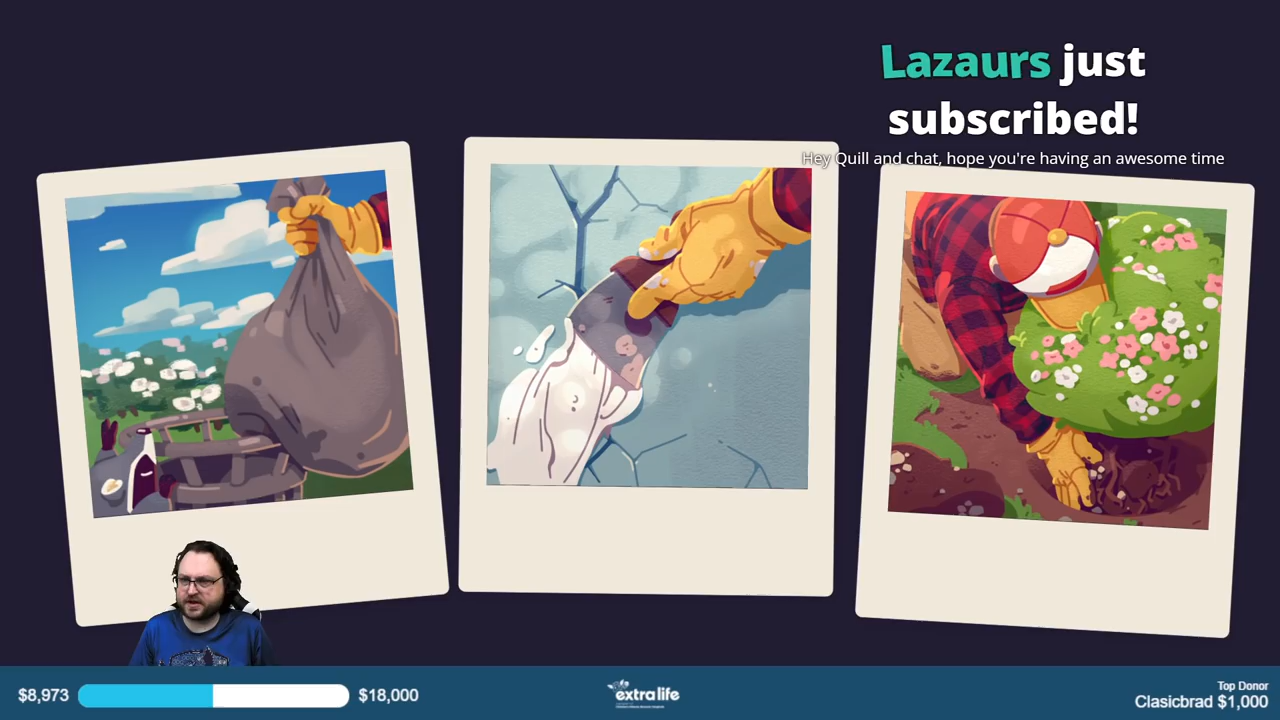 Lazaurs just
subscribed!
Hey Quill and chat, hope you're having an awesome time
$8,973
$18,000
extra life
Top Donor
Clasicbrad $1,000